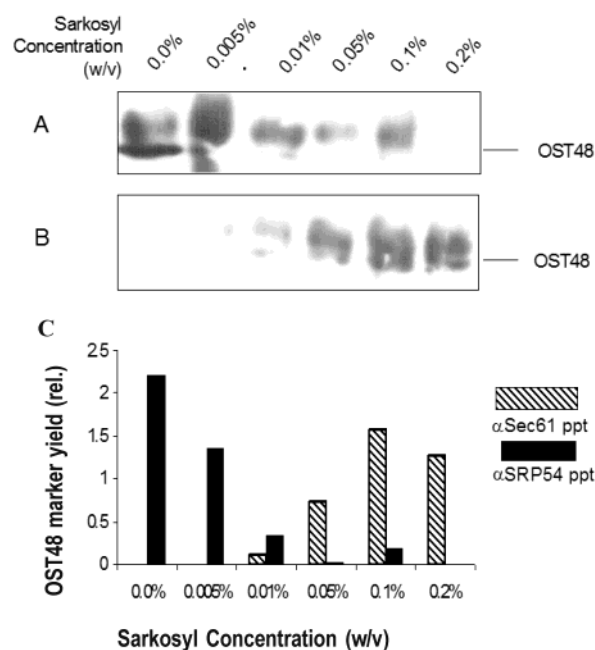 Sarkosyl
Concentration
(w/v)
0.0% 0.005% 0.01% 0.05% 0.1% 0.2%
A
OST48
B
OST48
C
OST48 marker yield (rel.)
25
2
1.5
1
0.5
0
0.0% 0.005% 0.01% 0.05% 0.1% 0.2%
Sarkosyl Concentration (w/v)
αSec61 ppt
αSRP54 ppt